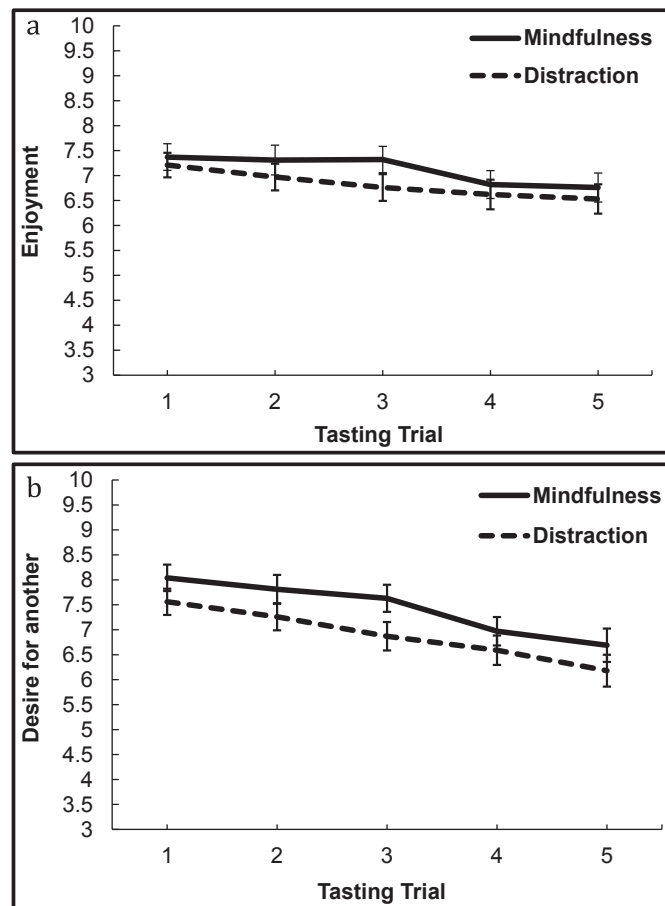 a
Mindfulness
Distraction
Enjoyment
10
9.5
9
8.5
8
7.5
7
6.5
6
5.5
5
4.5
4
3.5
3
1 2 3 4 5
Tasting Trial
b
Mindfulness
Distraction
Desire for another
10
9.5
9
8.5
8
7.5
7
6.5
6
5.5
5
4.5
4
3.5
3
1 2 3 4 5
Tasting Trial